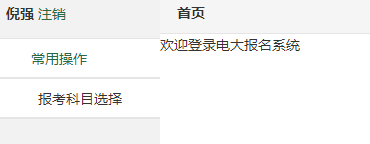 倪强 注销
常用操作
报考科目选择
首页
欢迎登录电大报名系统